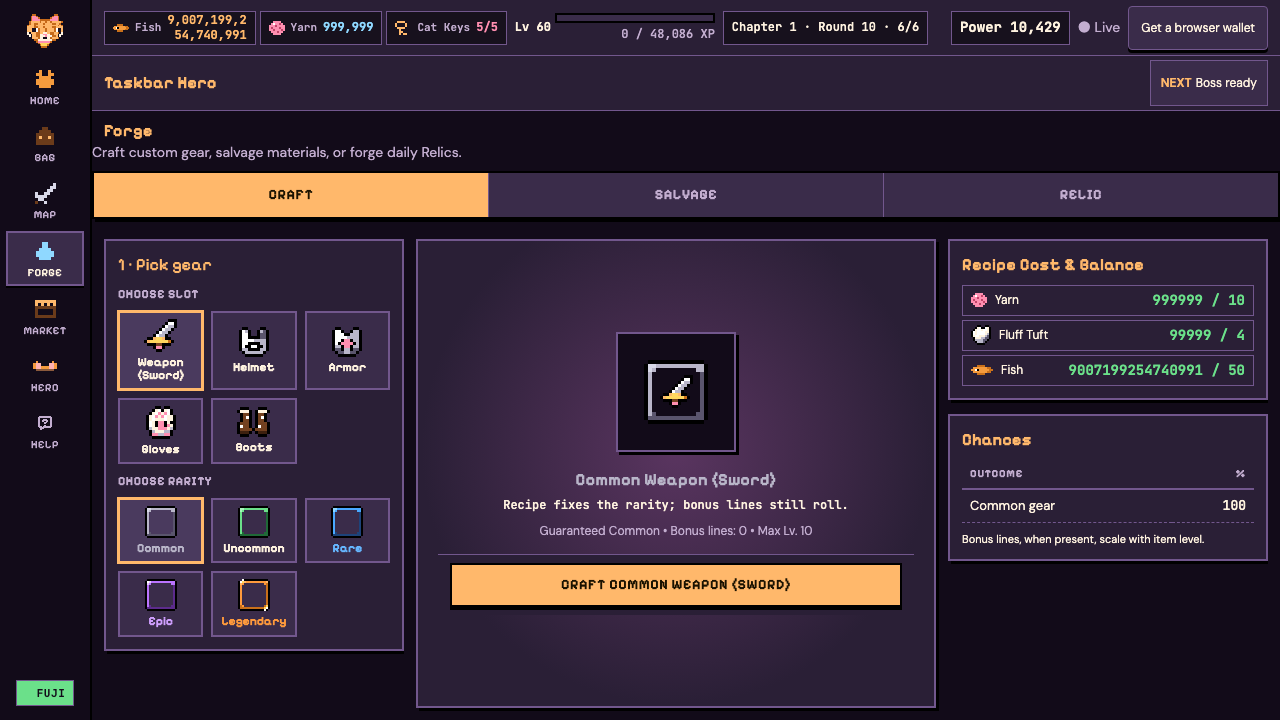 Fish 9,007,199,2
54,740,991
Yarn 999,999
Cat Keys 5/5
Lv 60
0 / 48,086 XP
Chapter 1 · Round 10 · 6/6
Power 10,429
Live
Get a browser wallet
HOME
BAG
MAP
FORGE
MARKET
HERO
HELP
FUJI
Taskbar Hero
NEXT Boss ready
Forge
Craft custom gear, salvage materials, or forge daily Relics.
CRAFT
SALVAGE
RELIC
1 · Pick gear
CHOOSE SLOT
Weapon
(Sword)
Helmet
Armor
Gloves
Boots
CHOOSE RARITY
Common
Uncommon
Rare
Epic
Legendary
Common Weapon (Sword)
Recipe fixes the rarity; bonus lines still roll.
Guaranteed Common • Bonus lines: 0 • Max Lv. 10
CRAFT COMMON WEAPON (SWORD)
Recipe Cost & Balance
Yarn 999999 / 10
Fluff Tuft 99999 / 4
Fish 9007199254740991 / 50
Chances
OUTCOME %
Common gear 100
Bonus lines, when present, scale with item level.